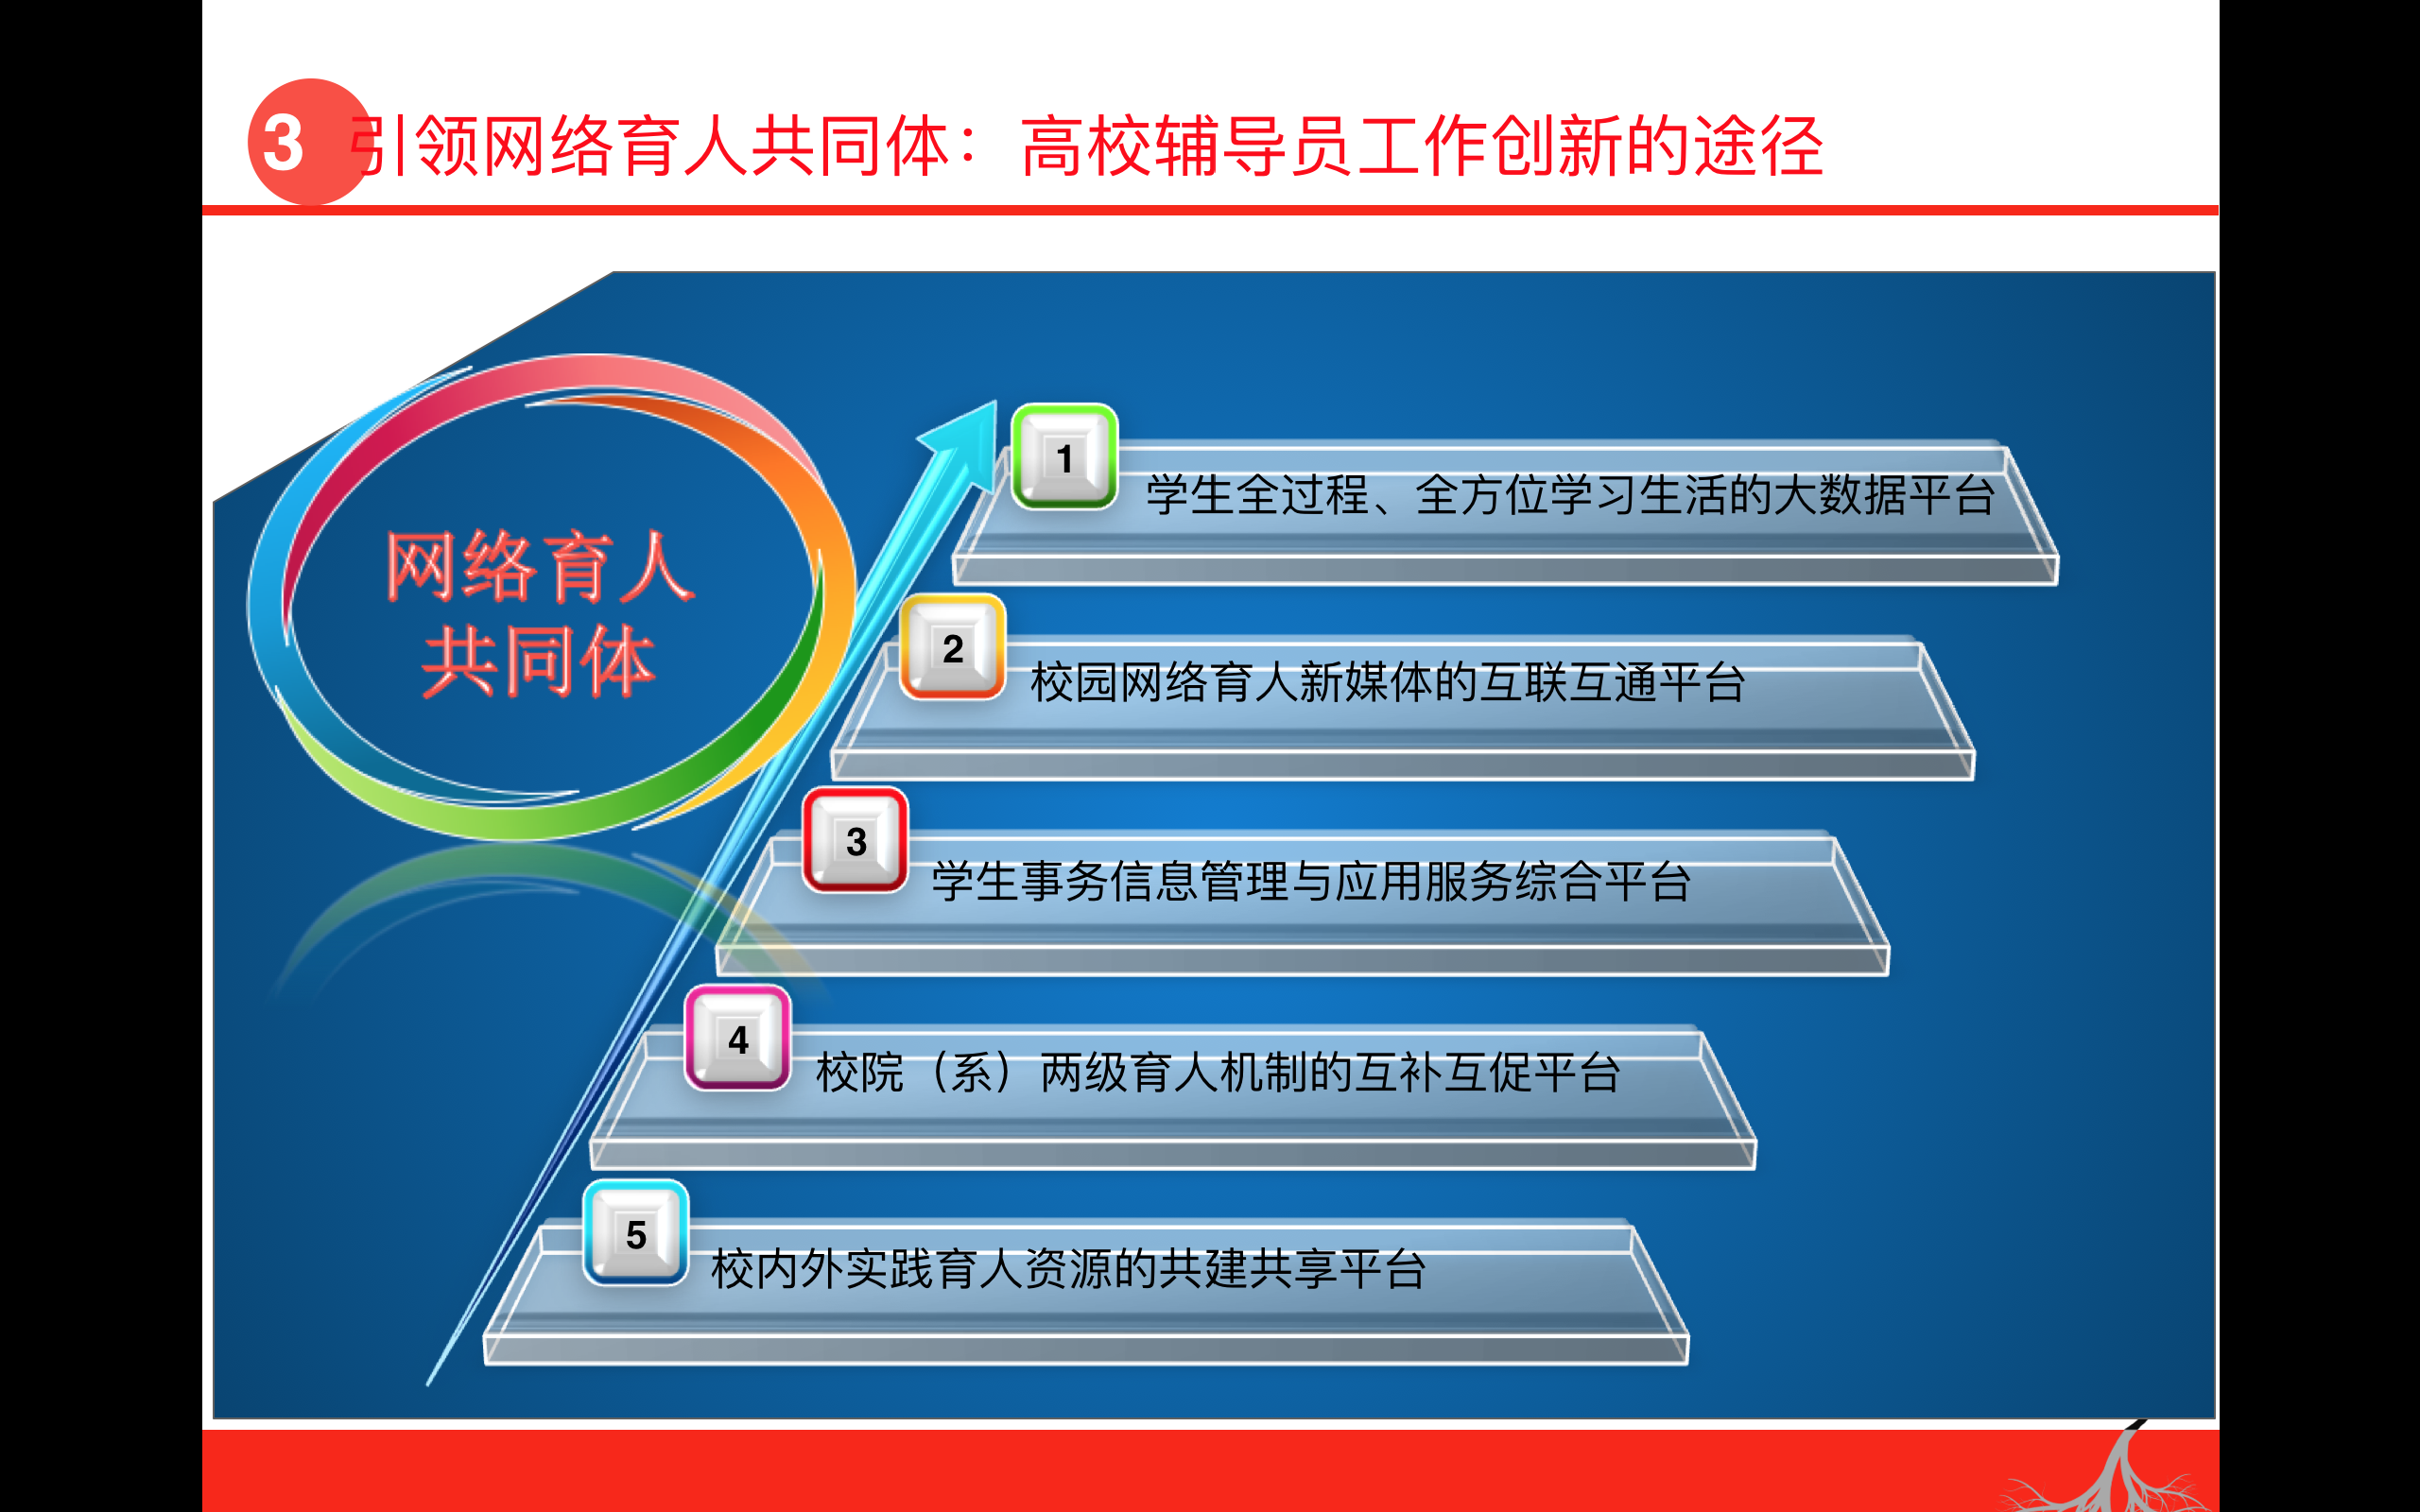 3 引领网络育人共同体：高校辅导员工作创新的途径
网络育人
共同体
1
学生全过程、全方位学习生活的大数据平台
2
校园网络育人新媒体的互联互通平台
3
学生事务信息管理与应用服务综合平台
4
校院（系）两级育人机制的互补互促平台
5
校内外实践育人资源的共建共享平台